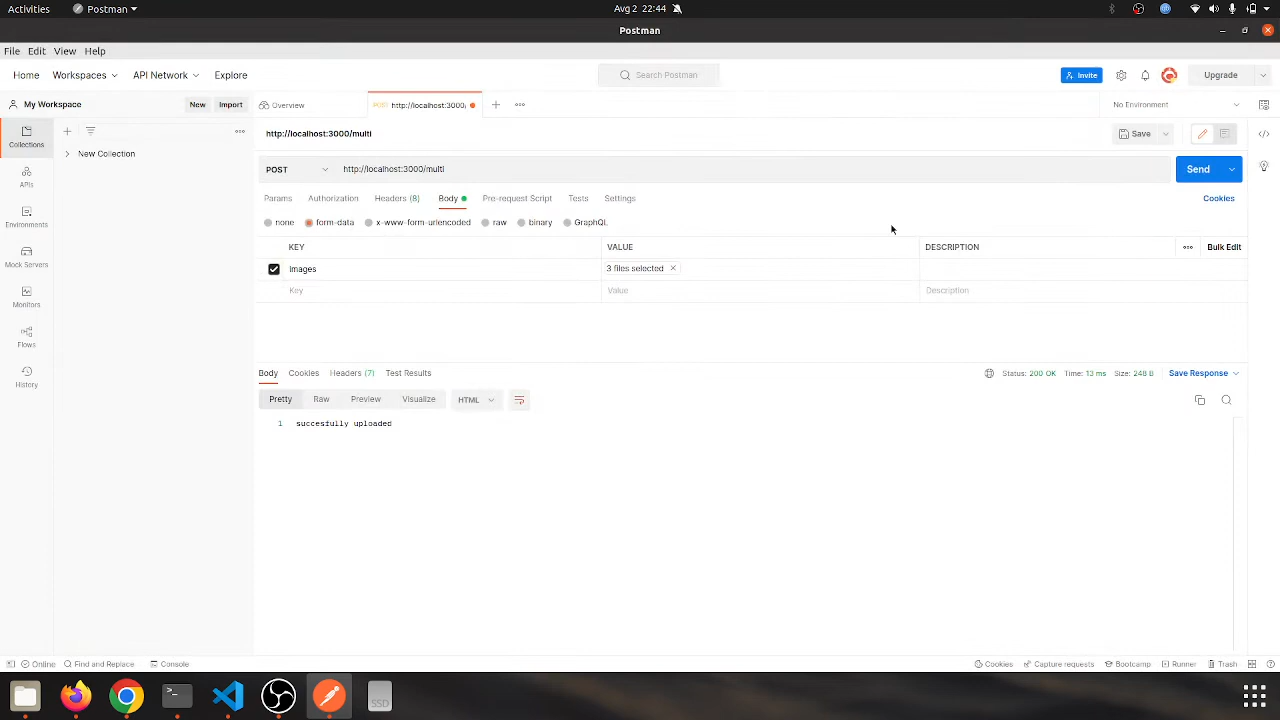 Activities Postman Avg 2 22:44
Postman
File Edit View Help
Home Workspaces API Network Explore Search Postman Invite Upgrade
My Workspace New Import Overview POST http://localhost:3000/ No Environment
http://localhost:3000/multi Save
Collections
New Collection
POST http://localhost:3000/multi Send
APIs
Params Authorization Headers (8) Body Pre-request Script Tests Settings Cookies
none form-data x-www-form-urlencoded raw binary GraphQL
Environments
KEY VALUE DESCRIPTION Bulk Edit
Mock Servers
images 3 files selected
Key Value Description
Monitors
Flows
History
Body Cookies Headers (7) Test Results Status: 200 OK Time: 13 ms Size: 248 B Save Response
Pretty Raw Preview Visualize HTML
1 succesfully uploaded
Online Find and Replace Console Cookies Capture requests Bootcamp Runner Trash
SSD